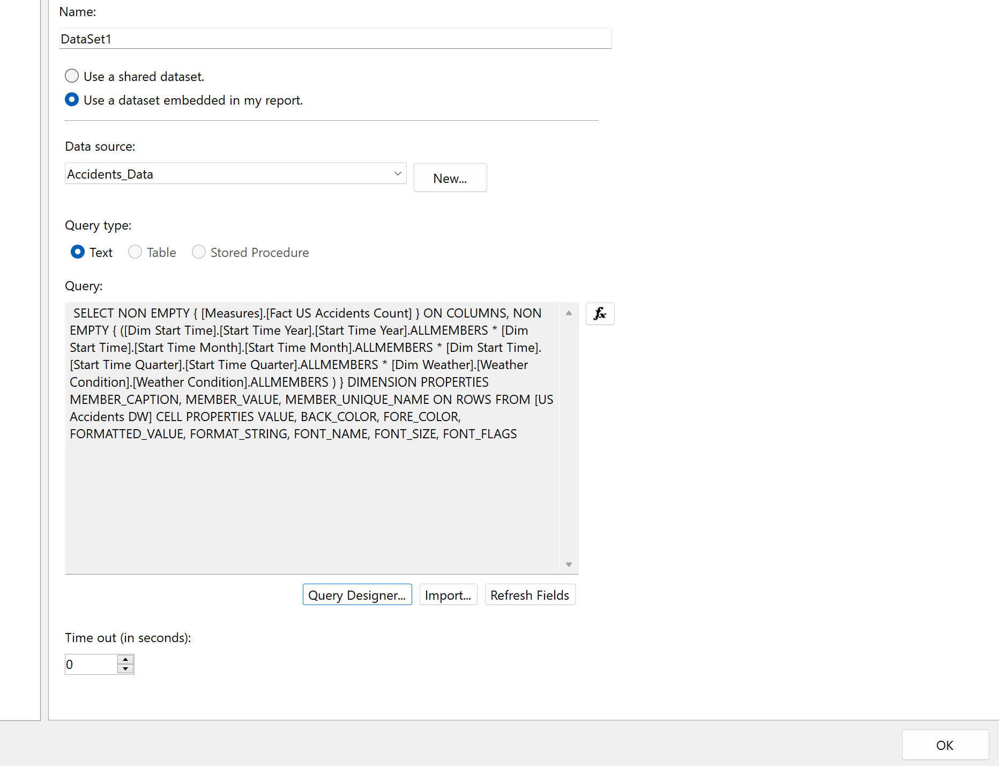 Name:
DataSet1
Use a shared dataset.
Use a dataset embedded in my report.
Data source:
Accidents_Data
New...
Query type:
Text Table Stored Procedure
Query:
SELECT NON EMPTY { [Measures].[Fact US Accidents Count] } ON COLUMNS, NON
EMPTY { ([Dim Start Time].[Start Time Year].[Start Time Year].ALLMEMBERS * [Dim
Start Time].[Start Time Month].[Start Time Month].ALLMEMBERS * [Dim Start Time].
[Start Time Quarter].[Start Time Quarter].ALLMEMBERS * [Dim Weather].[Weather
Condition].[Weather Condition].ALLMEMBERS ) } DIMENSION PROPERTIES
MEMBER_CAPTION, MEMBER_VALUE, MEMBER_UNIQUE_NAME ON ROWS FROM [US
Accidents DW] CELL PROPERTIES VALUE, BACK_COLOR, FORE_COLOR,
FORMATTED_VALUE, FORMAT_STRING, FONT_NAME, FONT_SIZE, FONT_FLAGS
fx
Query Designer... Import... Refresh Fields
Time out (in seconds):
0
OK